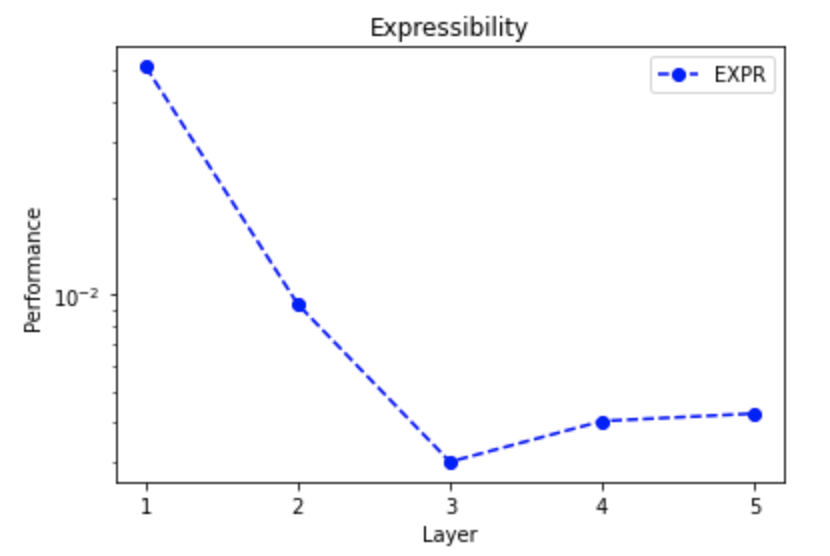 Expressibility
EXPR
Performance
10⁻²
1 2 3 4 5
Layer